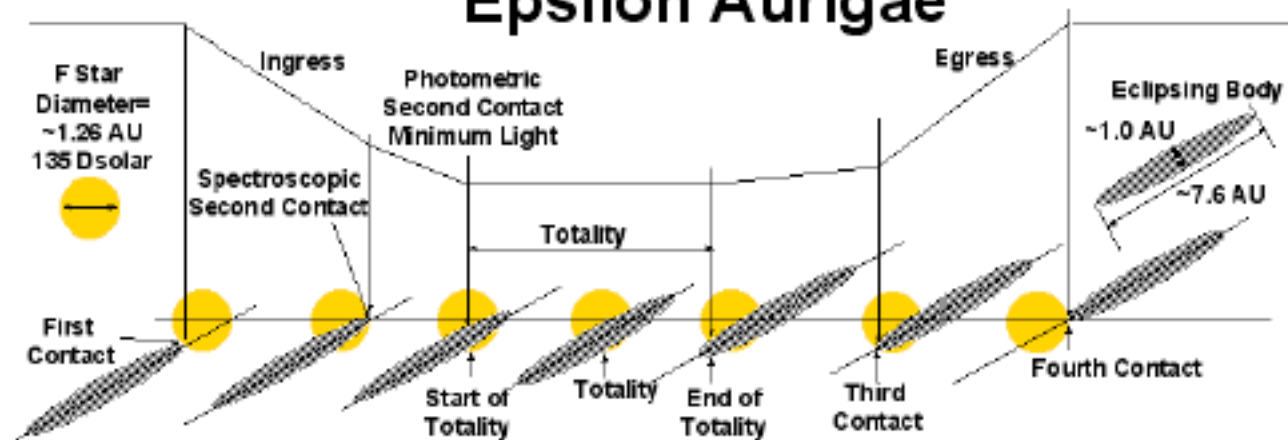 Epsilon Aurigae
F Star
Diameter=
~1.26 AU
135 Dsolar
Ingress
Photometric
Second Contact
Minimum Light
Spectroscopic
Second Contact
Totality
Egress
Eclipsing Body
~1.0 AU
~7.6 AU
First
Contact
Start of
Totality
Totality
End of
Totality
Third
Contact
Fourth Contact